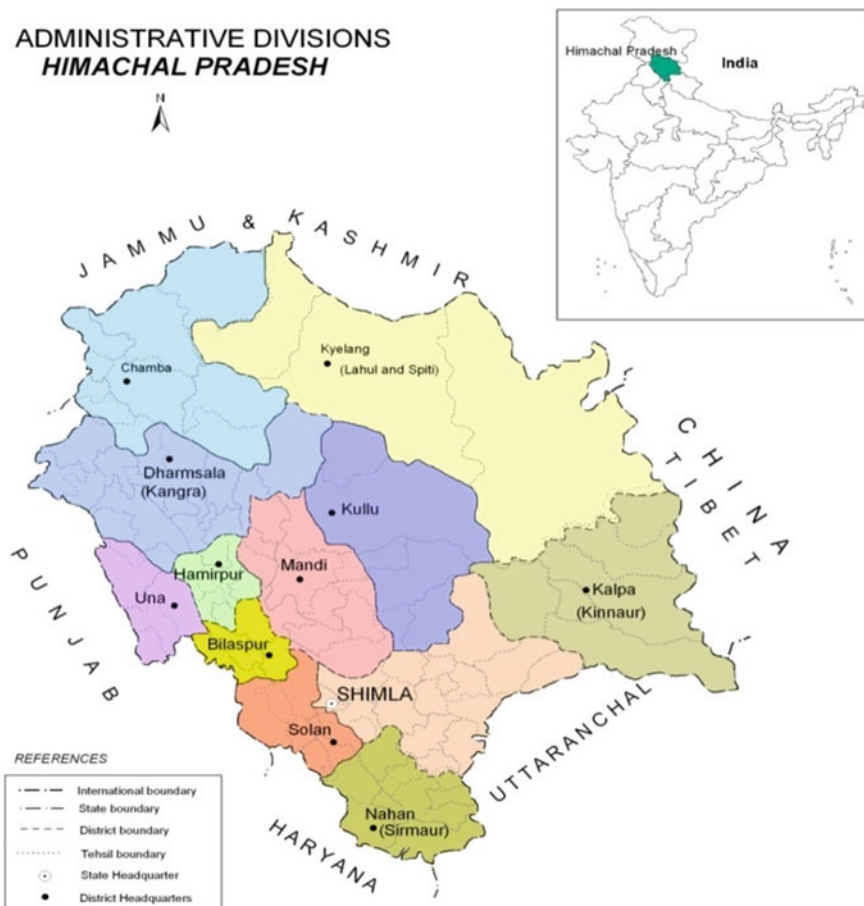 ADMINISTRATIVE DIVISIONS
HIMACHAL PRADESH
N
Himachal Pradesh
India
JAMMU & KASHMIR
Kyelang
(Lahul and Spiti)
Chamba
CHINA
TIBET
Dharmsala
(Kangra)
Kullu
PUNJAB
Hamirpur
Mandi
Una
Kalpa
(Kinnaur)
Bilaspur
SHIMLA
Solan
UTTARANCHAL
Nahan
(Sirmaur)
HARYANA
REFERENCES
International boundary
State boundary
District boundary
Tehsil boundary
State Headquarter
District Headquarters